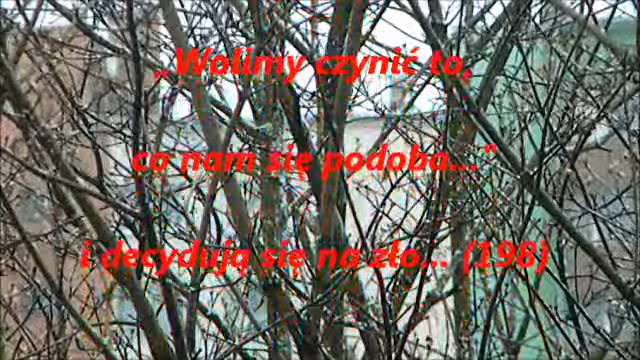 „Wolimy czynić to,
co nam się podoba..."
i decydują się na zło... (198)